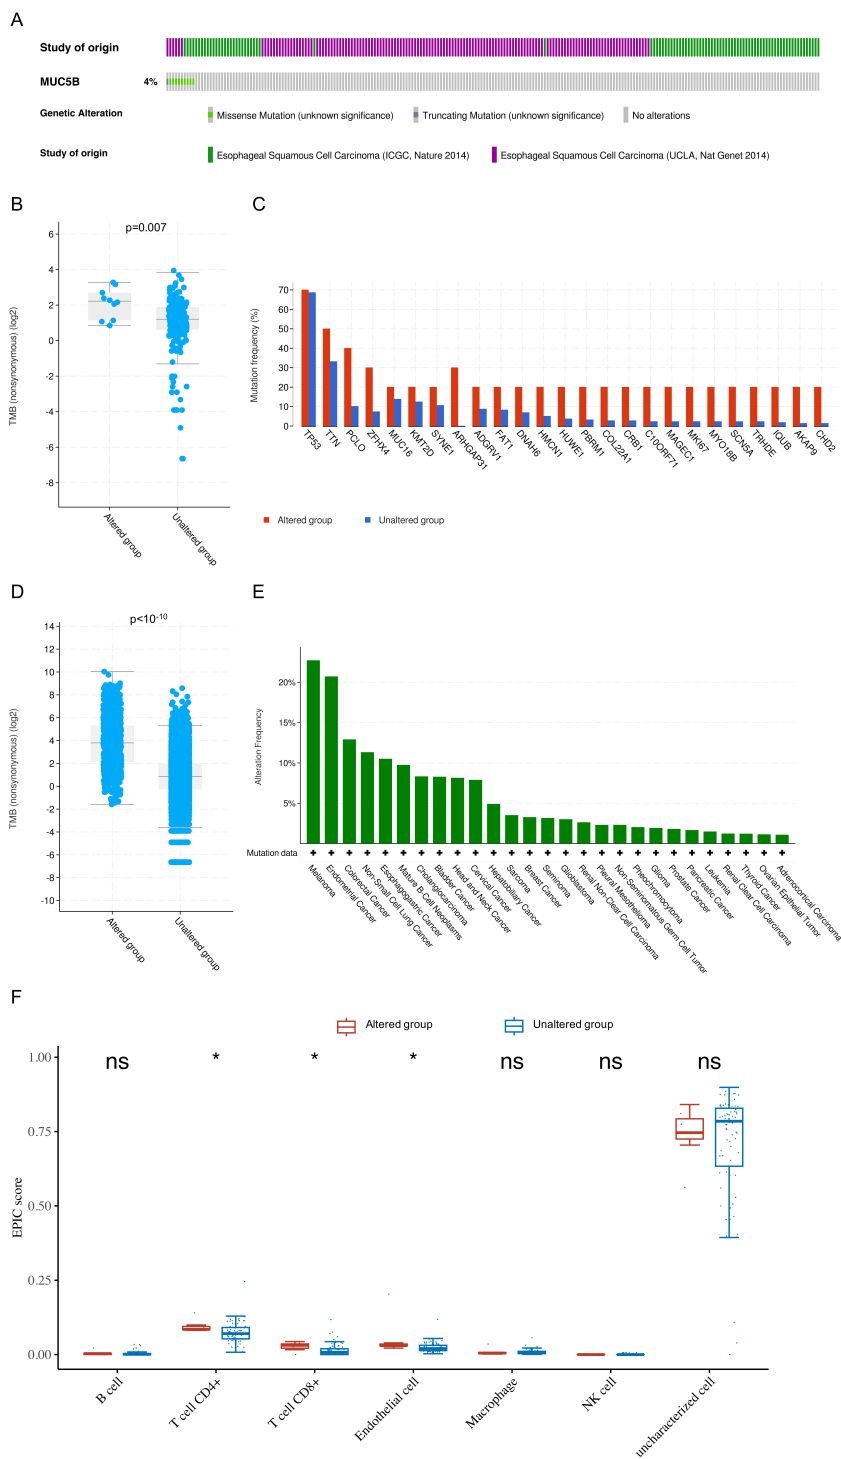 A
Study of origin
MUC5B 4%
Genetic Alteration Missense Mutation (unknown significance) Truncating Mutation (unknown significance) No alterations
Study of origin Esophageal Squamous Cell Carcinoma (ICGC, Nature 2014) Esophageal Squamous Cell Carcinoma (UCLA, Nat Genet 2014)
B
p=0.007
TMB (nonsynonymous) (log2)
6
4
2
0
-2
-4
-6
-8
Altered group
Unaltered group
C
Mutation frequency (%)
70
60
50
40
30
20
10
0
TP53
TTN
PCLO
ZFHX4
MUC16
KMT2D
SYNE1
ARHGAP31
ADGRV1
FAT1
DNAH6
HMCN1
HUWE1
PBRM1
COL22A1
CRB1
C10ORF71
MAGEC1
MKI67
MYO18B
SCN5A
TRHDE
IQUB
AKAP9
CHD2
Altered group Unaltered group
D
p<10-10
TMB (nonsynonymous) (log2)
14
12
10
8
6
4
2
0
-2
-4
-6
-8
-10
Altered group
Unaltered group
E
Alteration Frequency
20%
15%
10%
5%
Mutation data
Melanoma
Endometrial Cancer
Colorectal Cancer
Non-Small Cell Lung Cancer
Esophagogastric Cancer
Mature B-Cell Neoplasms
Cholangiocarcinoma
Bladder Cancer
Head and Neck Cancer
Cervical Cancer
Hepatobiliary Cancer
Sarcoma
Breast Cancer
Seminoma
Glioblastoma
Renal Non-Clear Cell Carcinoma
Pleural Mesothelioma
Non-Seminomatous Germ Cell Tumor
Pheochromocytoma
Glioma
Prostate Cancer
Pancreatic Cancer
Leukemia
Renal Clear Cell Carcinoma
Thyroid Cancer
Ovarian Epithelial Tumor
Adrenocortical Carcinoma
F
Altered group Unaltered group
EPIC score
1.00
0.75
0.50
0.25
0.00
ns * * * ns ns ns
B cell
T cell CD4+
T cell CD8+
Endothelial cell
Macrophage
NK cell
uncharacterized cell